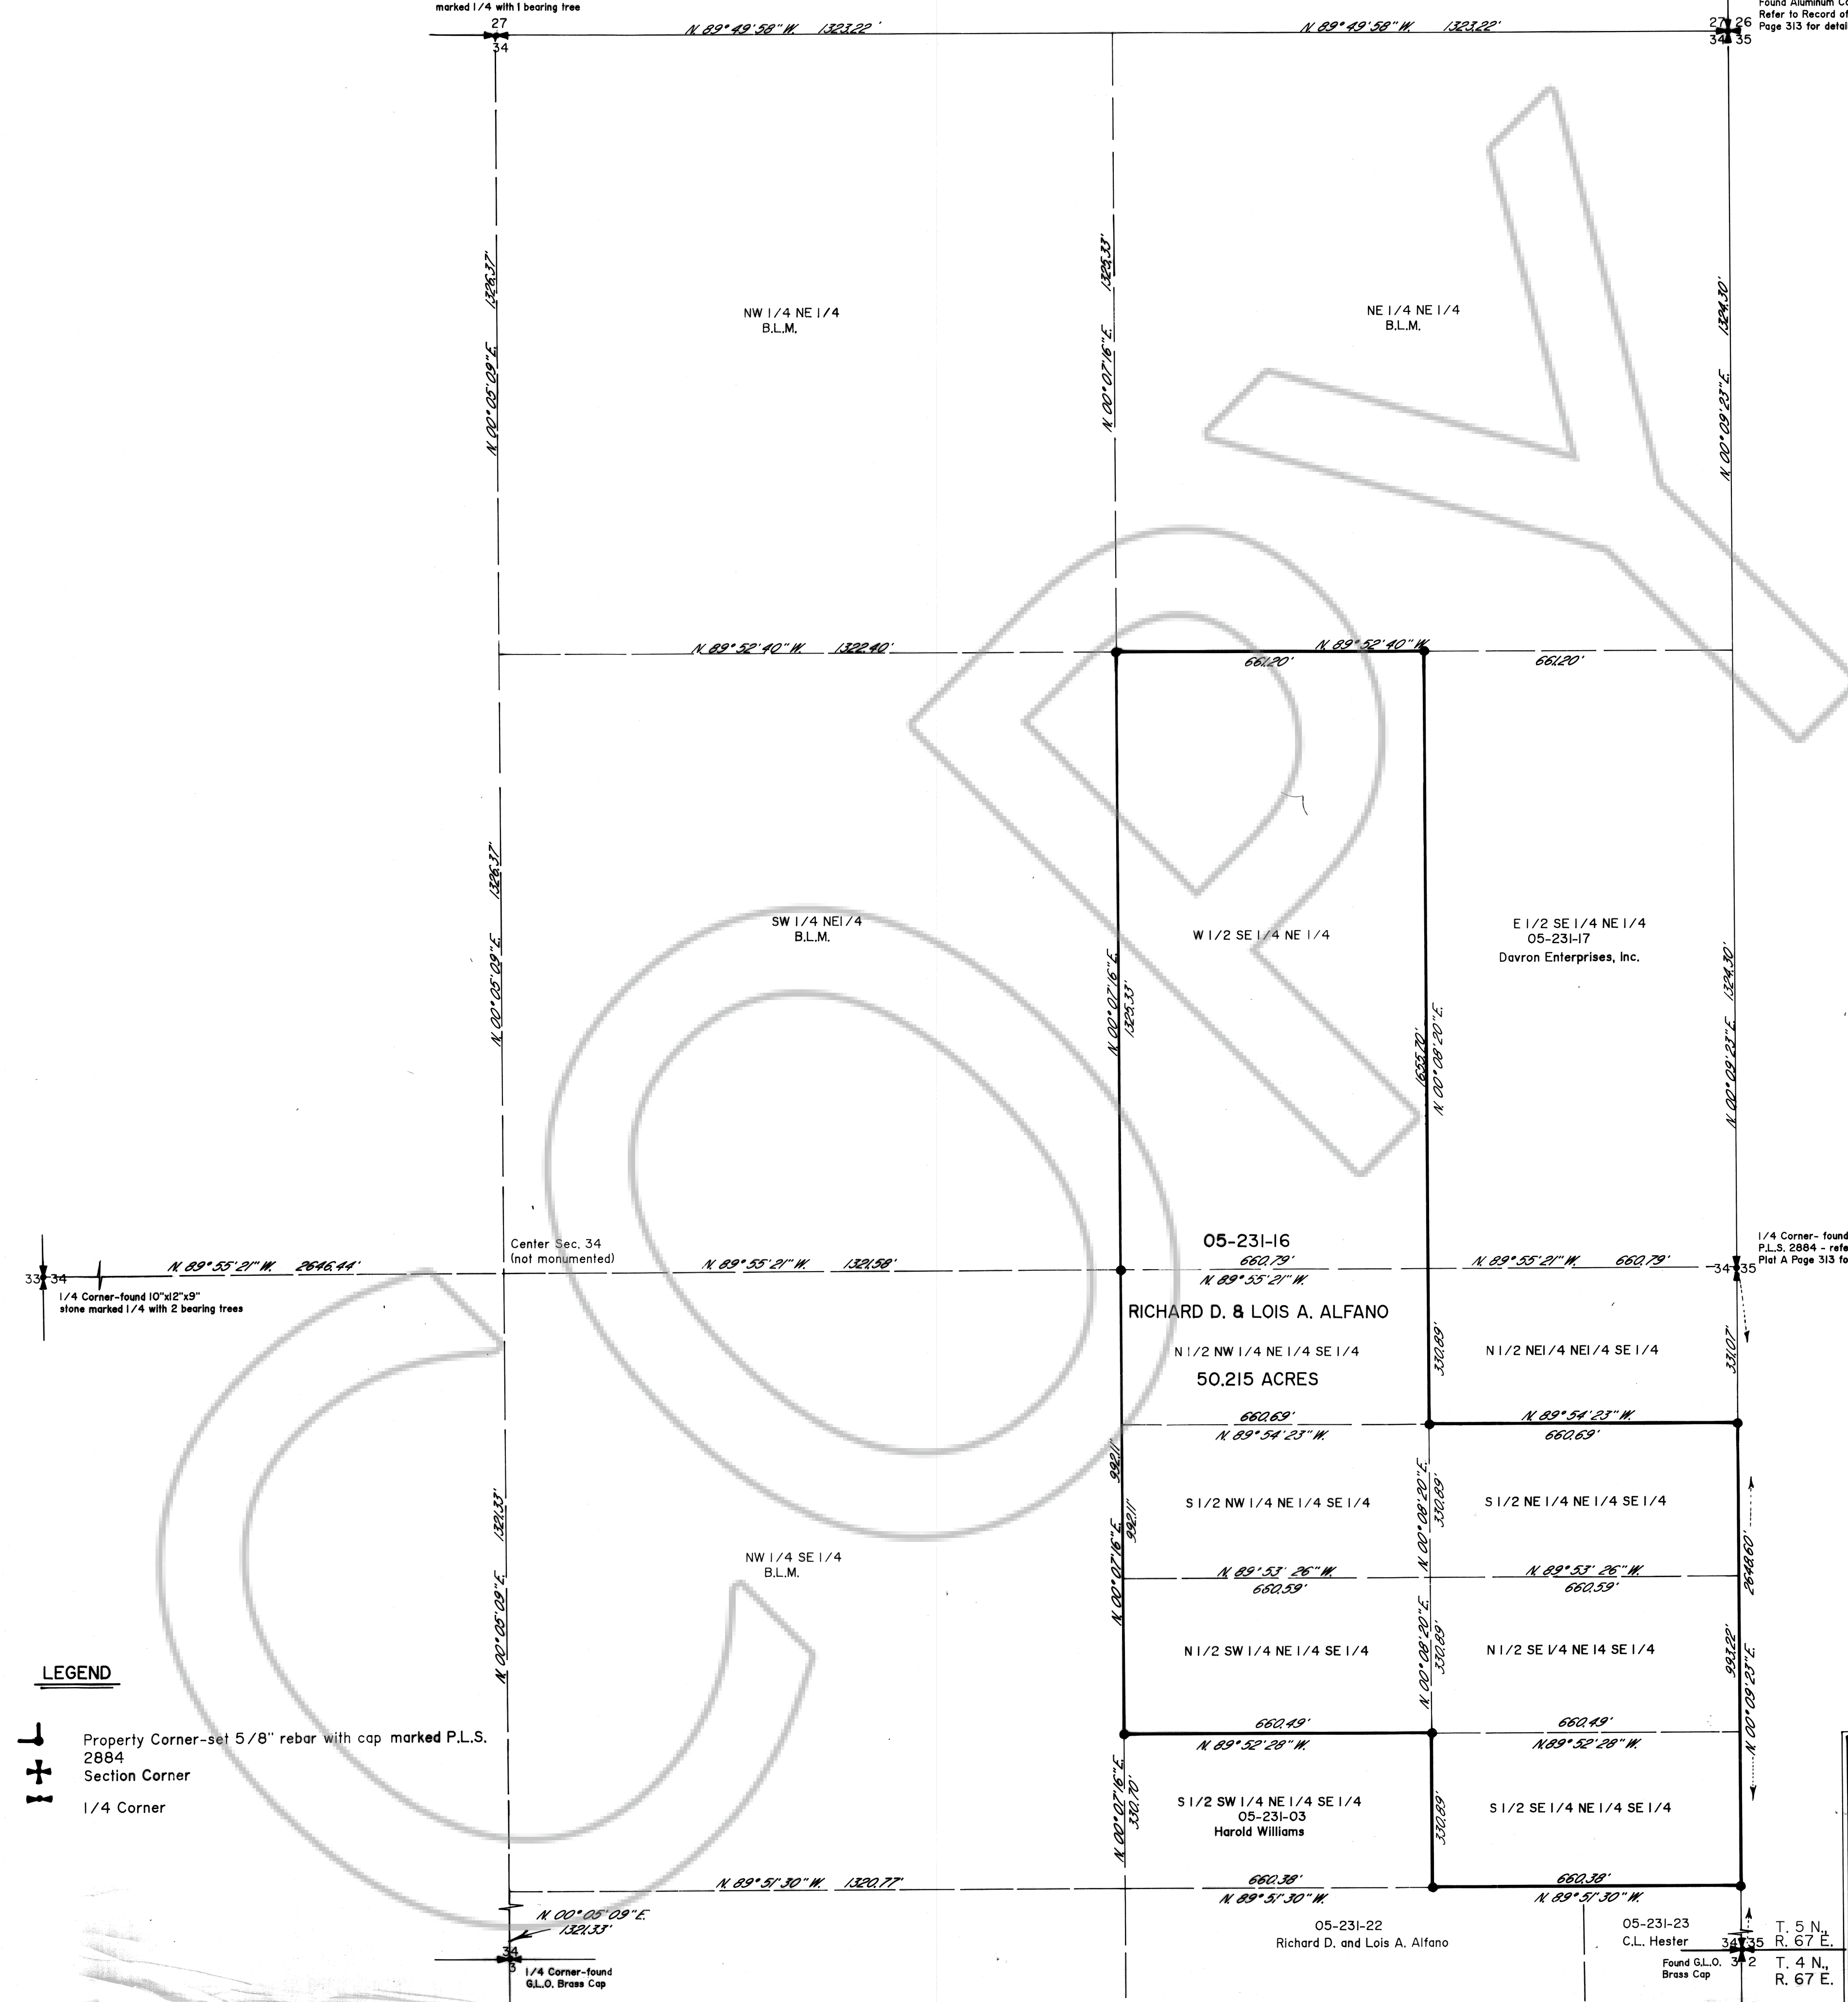 marked 1/4 with 1 bearing tree
27
34
N. 89° 49' 58" W. 1323.22'
N. 89° 49' 58" W. 1323.22'
27 26
34 35
Found Aluminum
Refer to Record of
Page 313 for
N. 00° 05' 09" E. 1326.37'
N. 00° 07' 16" E. 1325.33'
N. 00° 09' 23" E. 1324.30'
NW 1/4 NE 1/4
B.L.M.
NE 1/4 NE 1/4
B.L.M.
N. 89° 52' 40" W. 1322.40'
N. 89° 52' 40" W.
661.20'
661.20'
COPY
N. 00° 05' 09" E. 1326.37'
SW 1/4 NE1/4
B.L.M.
N. 00° 07' 16" E.
1325.33'
W 1/2 SE 1/4 NE 1/4
1655.70'
N. 00° 08' 20" E.
E 1/2 SE 1/4 NE 1/4
05-231-17
Davron Enterprises, Inc.
N. 00° 09' 23" E. 1324.30'
33 34
N. 89° 55' 21" W. 2646.44'
1/4 Corner-found 10"x12"x9"
stone marked 1/4 with 2 bearing trees
Center Sec. 34
(not monumented)
N. 89° 55' 21" W. 1321.58'
05-231-16
660.79'
N. 89° 55' 21" W.
N. 89° 55' 21" W. 660.79'
34 35
1/4 Corner- found
P.L.S. 2884 -
Plat A Page 313
RICHARD D. & LOIS A. ALFANO
N 1/2 NW 1/4 NE 1/4 SE 1/4
50.215 ACRES
330.89'
N 1/2 NE1/4 NE1/4 SE 1/4
331.07'
660.69'
N. 89° 54' 23" W.
N. 89° 54' 23" W.
660.69'
992.11'
N. 00° 07' 16" E.
992.11'
S 1/2 NW 1/4 NE 1/4 SE 1/4
N. 00° 08' 20" E.
330.89'
S 1/2 NE 1/4 NE 1/4 SE 1/4
2648.60'
N. 00° 05' 09" E. 1321.33'
NW 1/4 SE 1/4
B.L.M.
N. 89° 53' 26" W.
660.59'
N. 89° 53' 26" W.
660.59'
N 1/2 SW 1/4 NE 1/4 SE 1/4
N. 00° 08' 20" E.
330.89'
N 1/2 SE 1/4 NE 14 SE 1/4
993.22'
N. 00° 09' 23" E.
LEGEND
Property Corner-set 5/8" rebar with cap marked P.L.S.
2884
Section Corner
1/4 Corner
660.49'
N. 89° 52' 28" W.
660.49'
N.89° 52' 28" W.
N. 00° 07' 16" E.
330.70'
S 1/2 SW 1/4 NE 1/4 SE 1/4
05-231-03
Harold Williams
330.89'
S 1/2 SE 1/4 NE 1/4 SE 1/4
N. 89° 51' 30" W. 1320.77'
660.38'
N. 89° 51' 30" W.
660.38'
N. 89° 51' 30" W.
N. 00° 05' 09" E.
1321.33'
34
3
1/4 Corner-found
G.L.O. Brass Cap
05-231-22
Richard D. and Lois A. Alfano
05-231-23
C.L. Hester
34 35
3 2
Found G.L.O.
Brass Cap
T. 5 N.,
R. 67 E.
T. 4 N.,
R. 67 E.